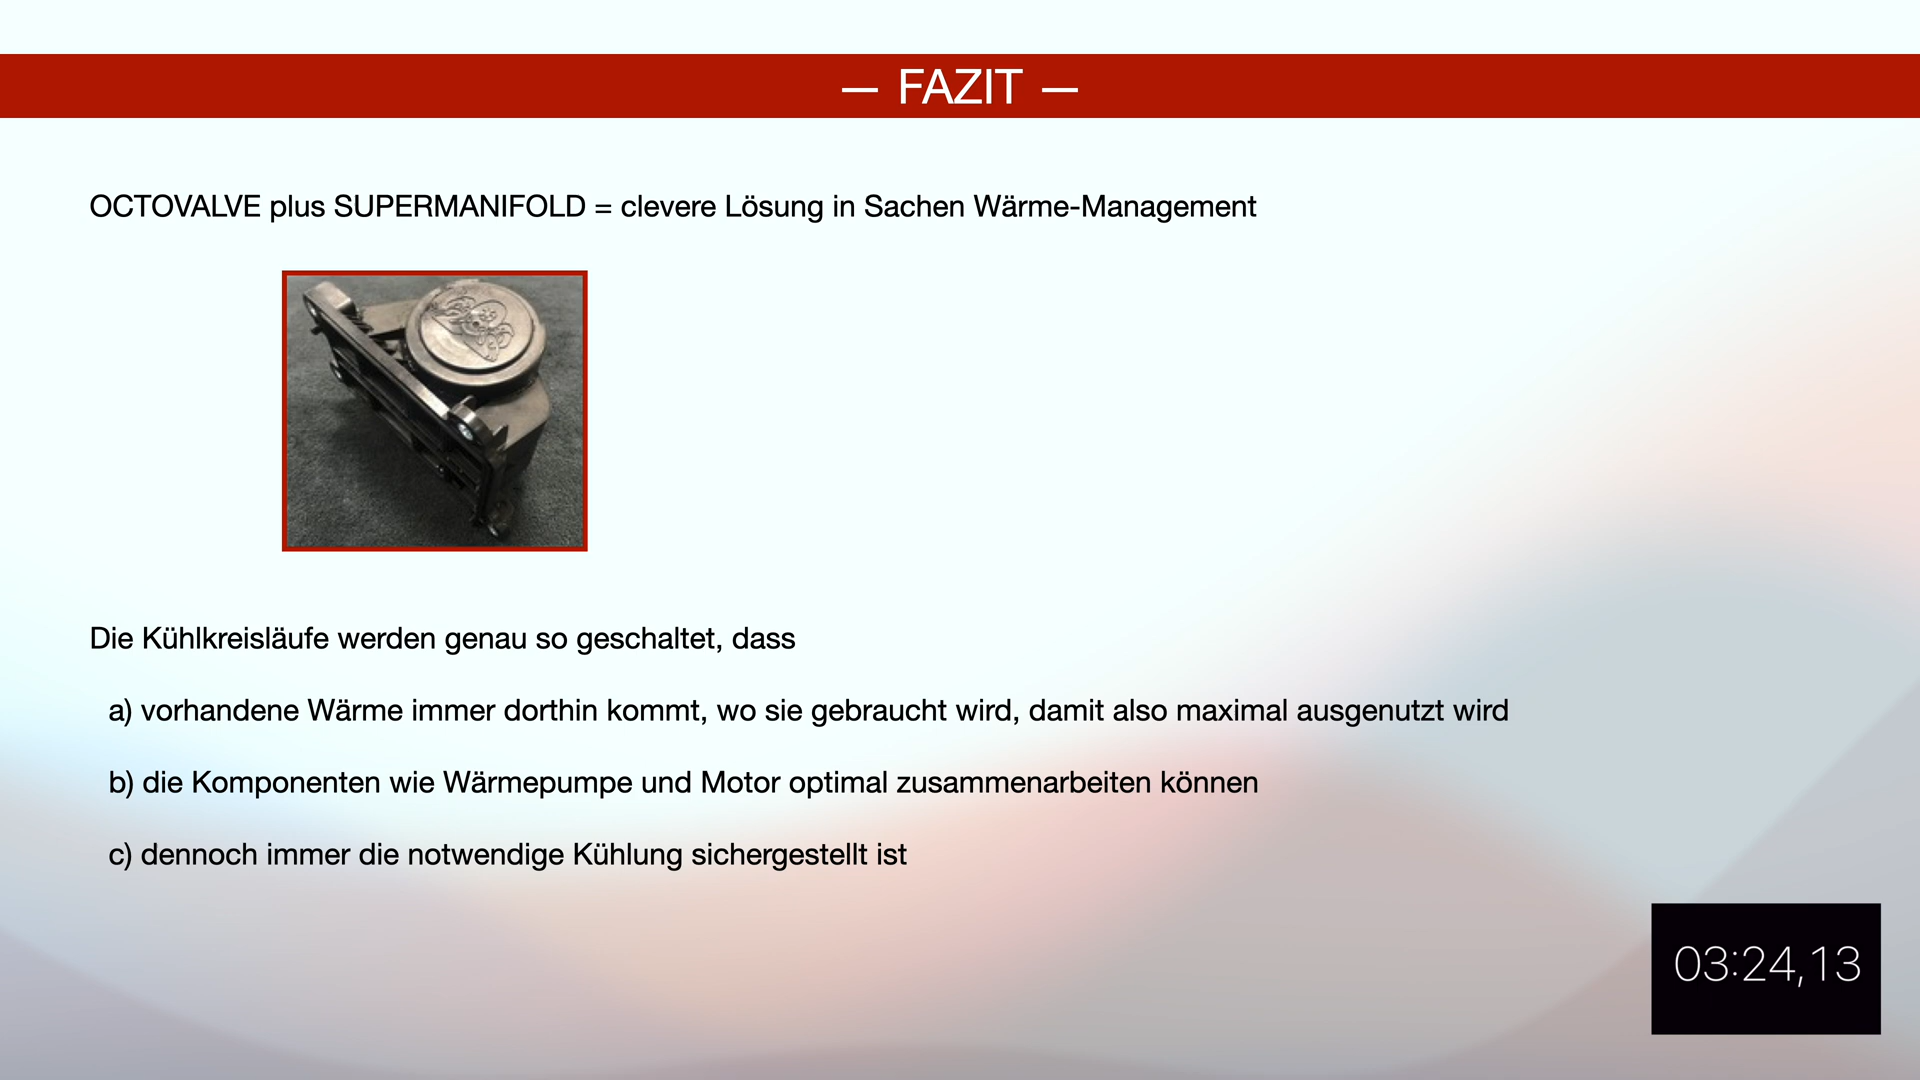 — FAZIT —
OCTOVALVE plus SUPERMANIFOLD = clevere Lösung in Sachen Wärme-Management
Die Kühlkreisläufe werden genau so geschaltet, dass
a) vorhandene Wärme immer dorthin kommt, wo sie gebraucht wird, damit also maximal ausgenutzt wird
b) die Komponenten wie Wärmepumpe und Motor optimal zusammenarbeiten können
c) dennoch immer die notwendige Kühlung sichergestellt ist
03:24,13